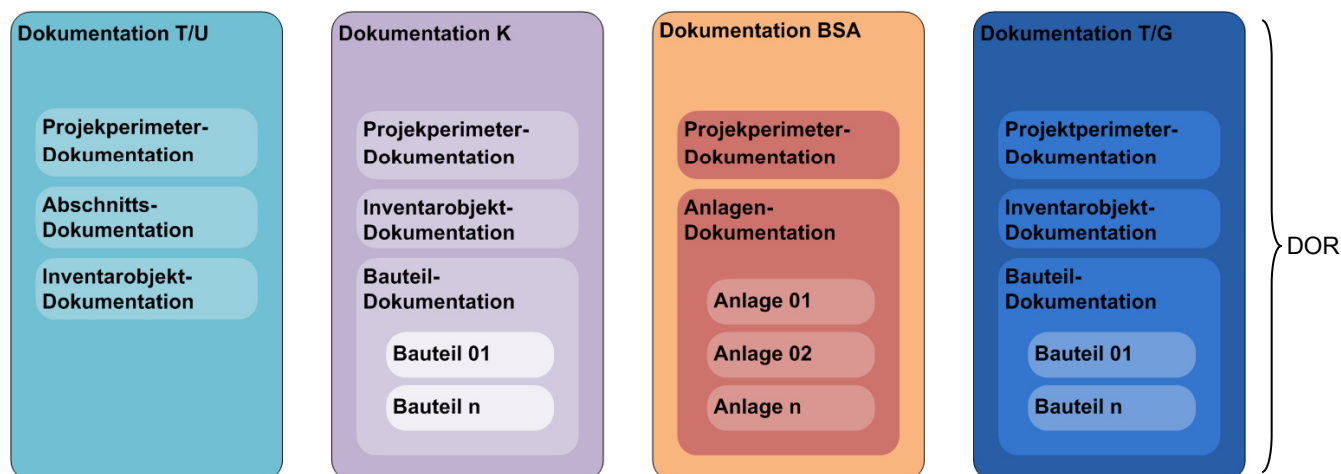 Dokumentation T/U
Projekperimeter-
Dokumentation
Abschnitts-
Dokumentation
Inventarobjekt-
Dokumentation
Dokumentation K
Projekperimeter-
Dokumentation
Inventarobjekt-
Dokumentation
Bauteil-
Dokumentation
Bauteil 01
Bauteil n
Dokumentation BSA
Projekperimeter-
Dokumentation
Anlagen-
Dokumentation
Anlage 01
Anlage 02
Anlage n
Dokumentation T/G
Projektperimeter-
Dokumentation
Inventarobjekt-
Dokumentation
Bauteil-
Dokumentation
Bauteil 01
Bauteil n
DOR